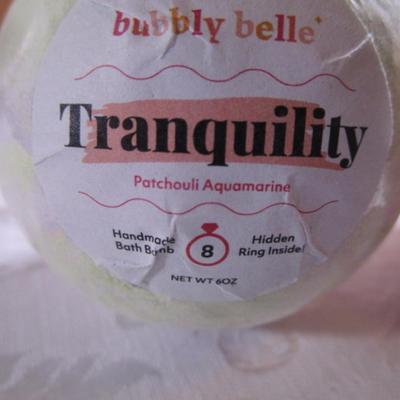 bubbly belle
Tranquility
Patchouli Aquamarine
Handmade
Bath Bomb
8
Hidden
Ring Inside!
NET WT 6OZ